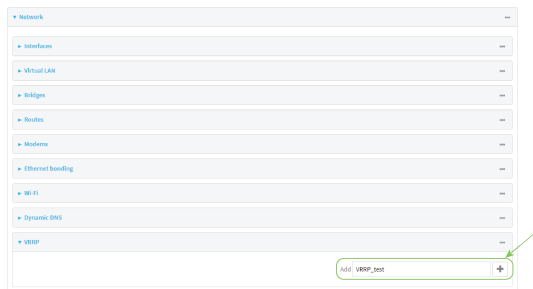 Network
Interfaces
Virtual LAN
Bridges
Routes
Modems
Ethernet bonding
Wi-Fi
Dynamic DNS
VRRP
Add VRRP_test